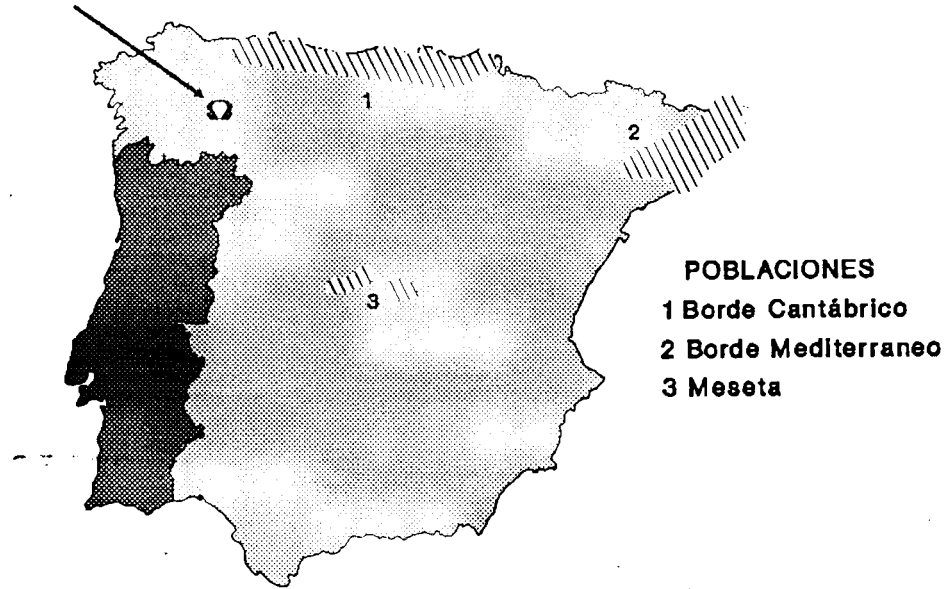 Ω
1
2
3
POBLACIONES
1 Borde Cantábrico
2 Borde Mediterraneo
3 Meseta